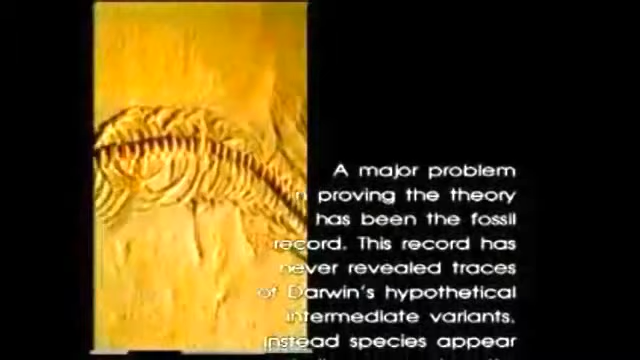 A major problem
in proving the theory
has been the fossil
record. This record has
never revealed traces
of Darwin's hypothetical
intermediate variants.
Instead species appear